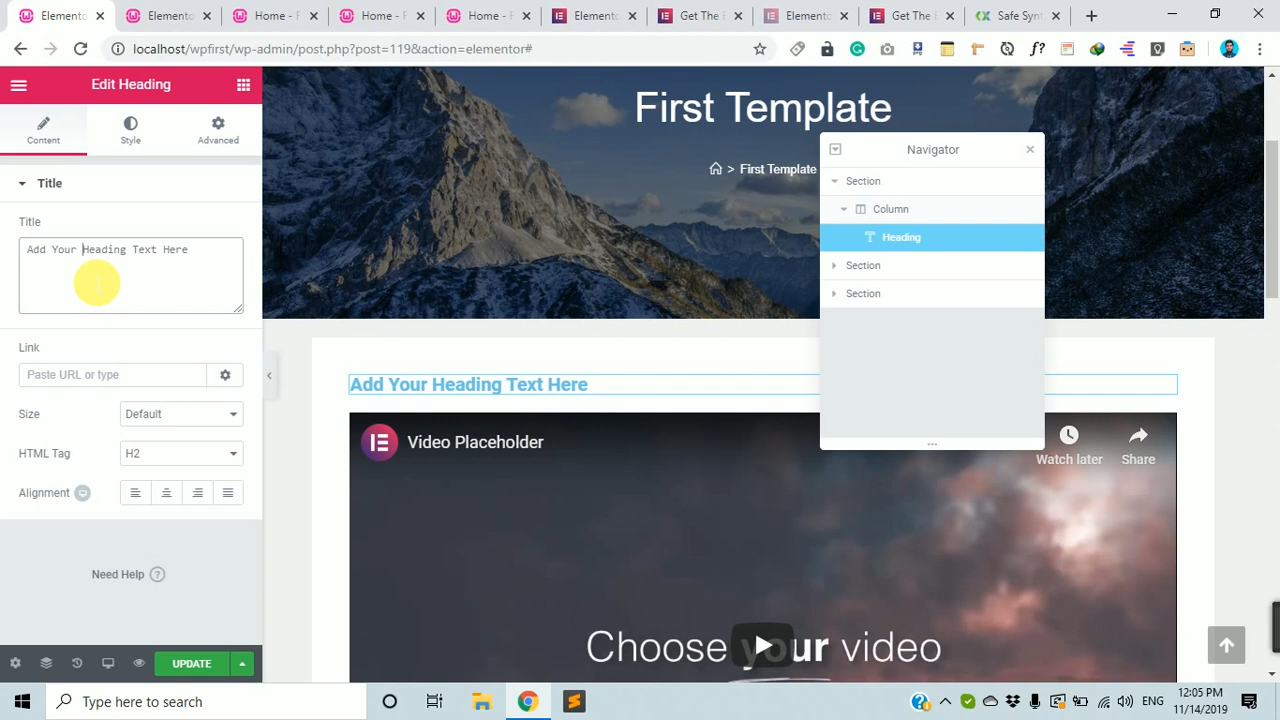 Elemento
Home - F
Home - F
Home - F
Home - F
Elemento
Get The E
Elemento
Get The
Safe Synt
localhost/wpfirst/wp-admin/post.php?post=119&action=elementor#
Edit Heading
Content
Style
Advanced
Title
Title
Add Your Heading Text Here
Link
Paste URL or type
Size
Default
HTML Tag
H2
Alignment
Need Help
UPDATE
First Template
> First Template
Navigator
Section
Column
Heading
Section
Section
Add Your Heading Text Here
Video Placeholder
Watch later
Share
Choose your video
Type here to search
ENG
12:05 PM
11/14/2019